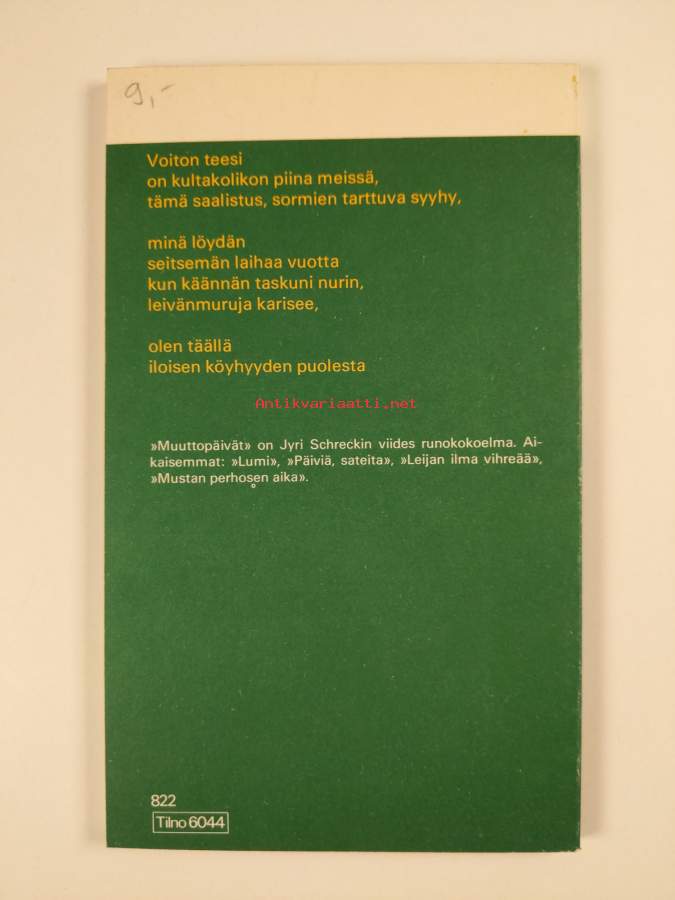 9,-
Voiton teesi
on kultakolikon piina meissä,
tämä saalistus, sormien tarttuva syyhy,
minä löydän
seitsemän laihaa vuotta
kun käännän taskuni nurin,
leivänmuruja karisee,
olen täällä
iloisen köyhyyden puolesta
Antikvariaatti.net
»Muuttopäivät» on Jyri Schreckin viides runokokoelma. Ai-
kaisemmat: »Lumi», »Päiviä, sateita», »Leijan ilma vihreää»,
»Mustan perhosen aika».
822
Tilno 6044